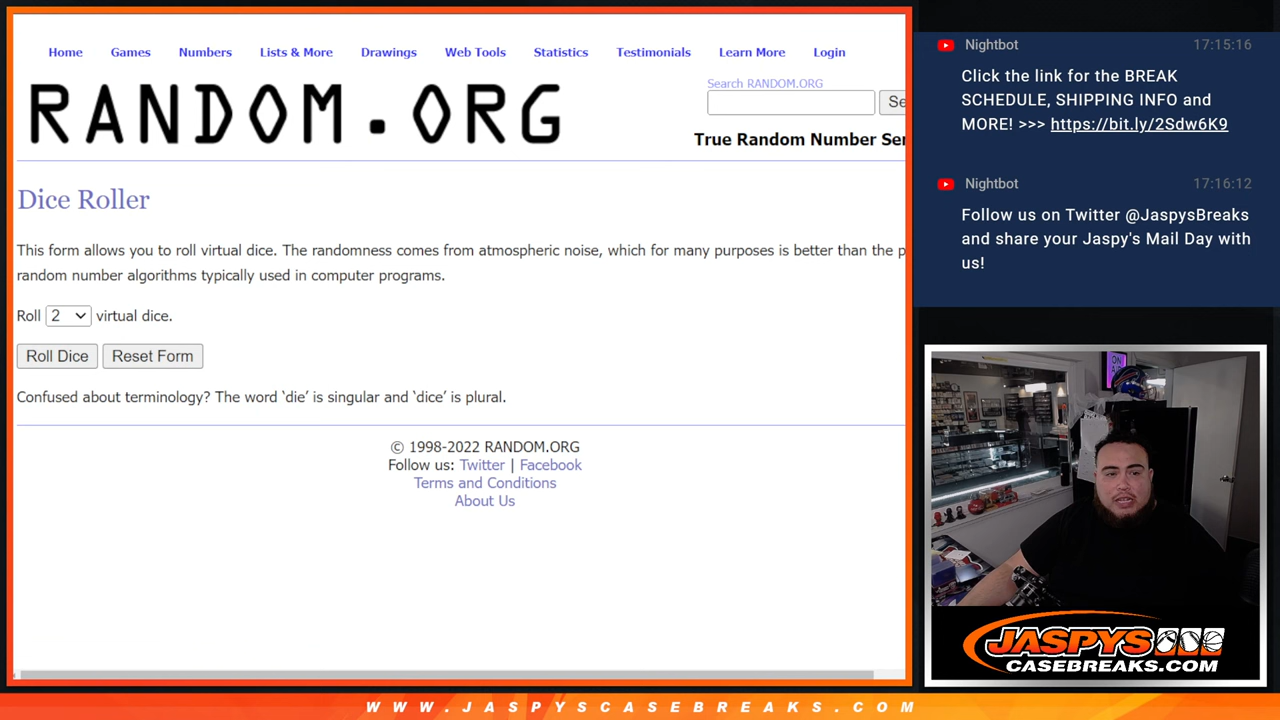 Home Games Numbers Lists & More Drawings Web Tools Statistics Testimonials Learn More Login
RANDOM.ORG
Search RANDOM.ORG
Se
True Random Number Ser
Dice Roller
This form allows you to roll virtual dice. The randomness comes from atmospheric noise, which for many purposes is better than the p
random number algorithms typically used in computer programs.
Roll 2 virtual dice.
Roll Dice Reset Form
Confused about terminology? The word ‘die’ is singular and ‘dice’ is plural.
© 1998-2022 RANDOM.ORG
Follow us: Twitter | Facebook
Terms and Conditions
About Us
Nightbot 17:15:16
Click the link for the BREAK
SCHEDULE, SHIPPING INFO and
MORE! >>> https://bit.ly/2Sdw6K9
Nightbot 17:16:12
Follow us on Twitter @JaspysBreaks
and share your Jaspy's Mail Day with
us!
ON
JASPYS
CASEBREAKS.COM
WWW.JASPYSCASEBREAKS.COM